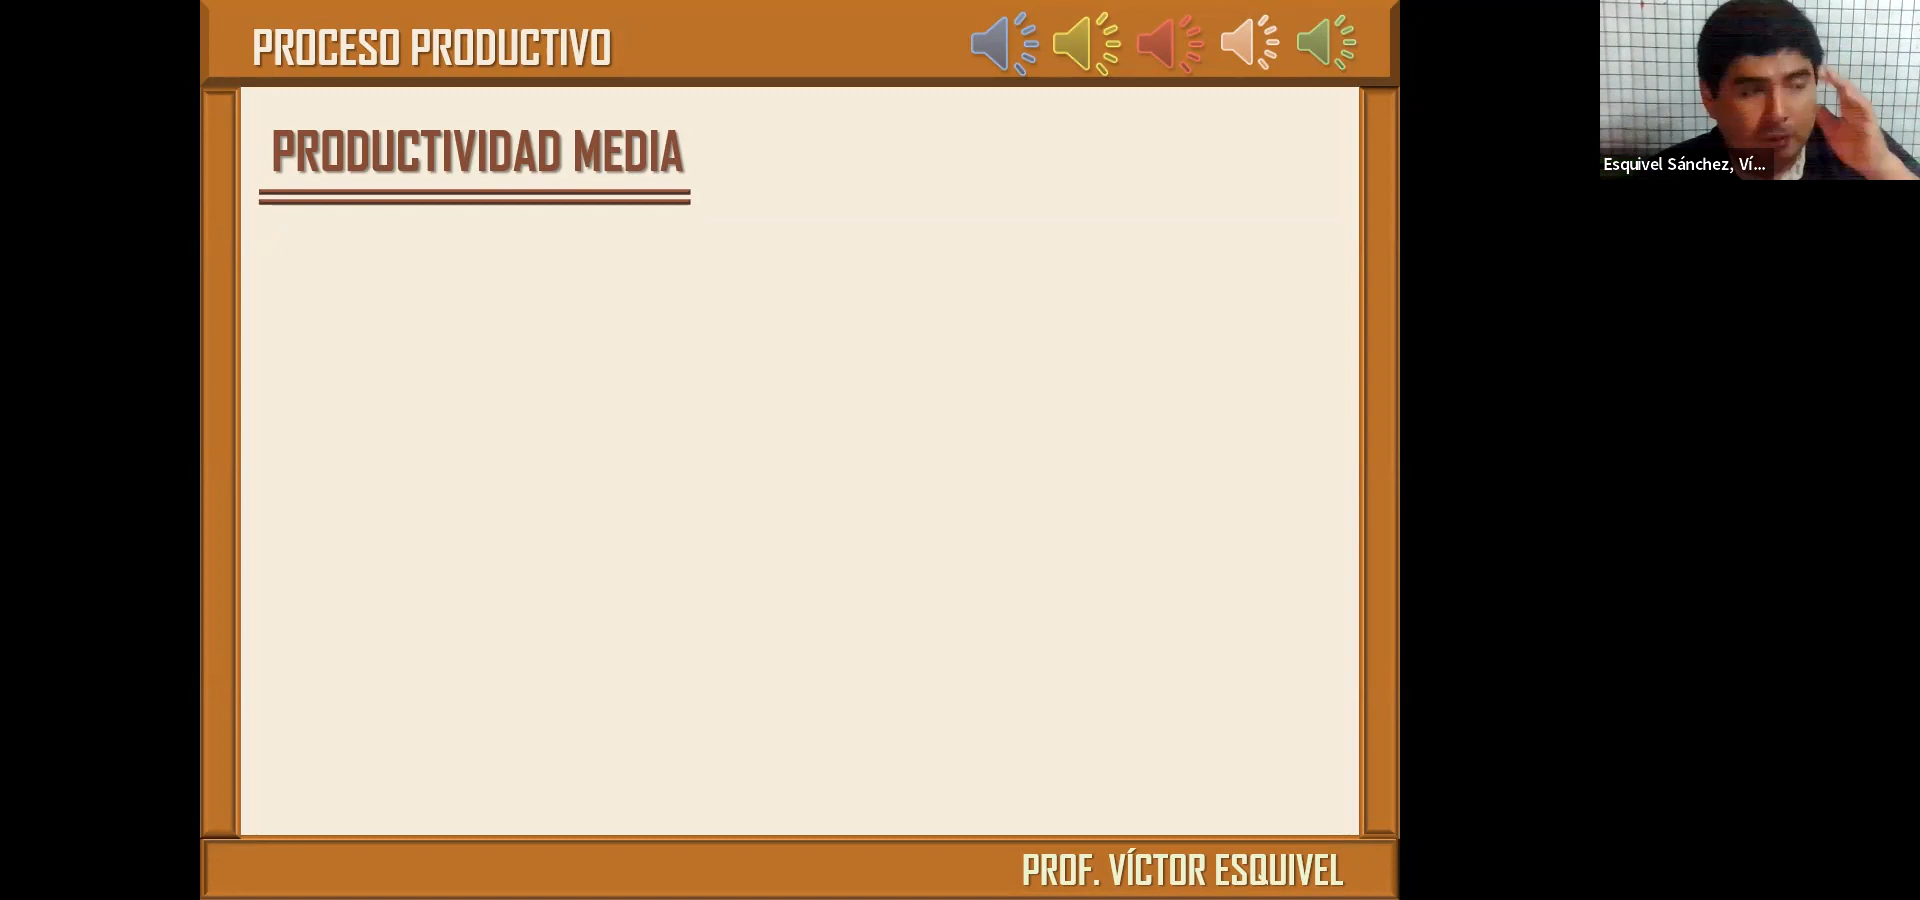 PROCESO PRODUCTIVO
PRODUCTIVIDAD MEDIA
Esquivel Sánchez, Ví...
PROF. VÍCTOR ESQUIVEL